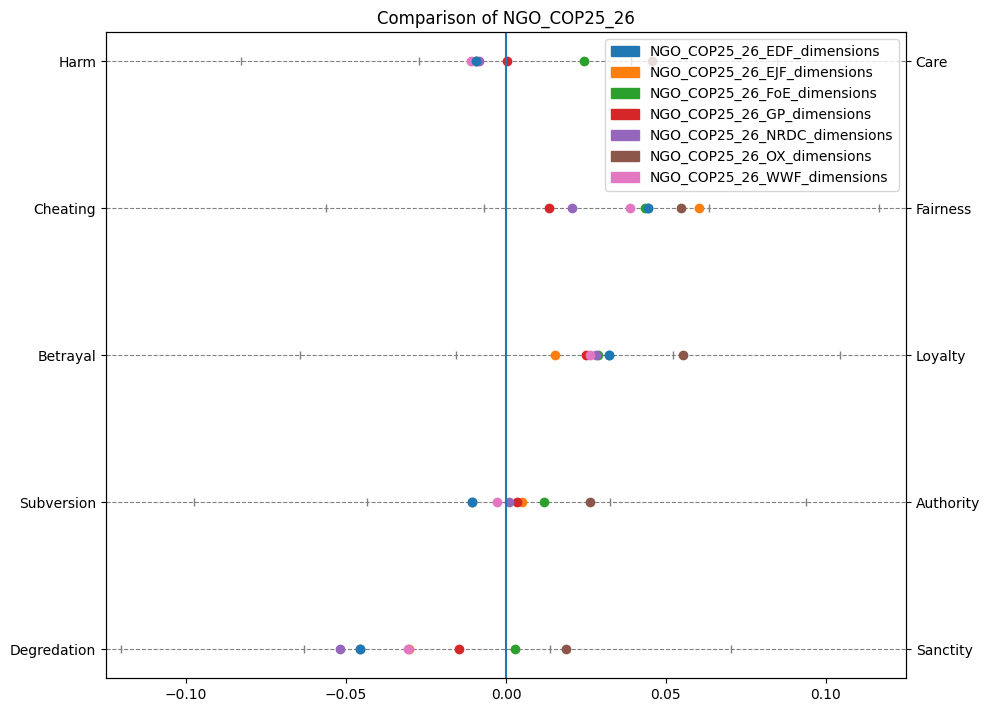 Comparison of NGO_COP25_26
NGO_COP25_26_EDF_dimensions
NGO_COP25_26_EJF_dimensions
NGO_COP25_26_FoE_dimensions
NGO_COP25_26_GP_dimensions
NGO_COP25_26_NRDC_dimensions
NGO_COP25_26_OX_dimensions
NGO_COP25_26_WWF_dimensions
Harm Care
Cheating Fairness
Betrayal Loyalty
Subversion Authority
Degredation Sanctity
−0.10 −0.05 0.00 0.05 0.10